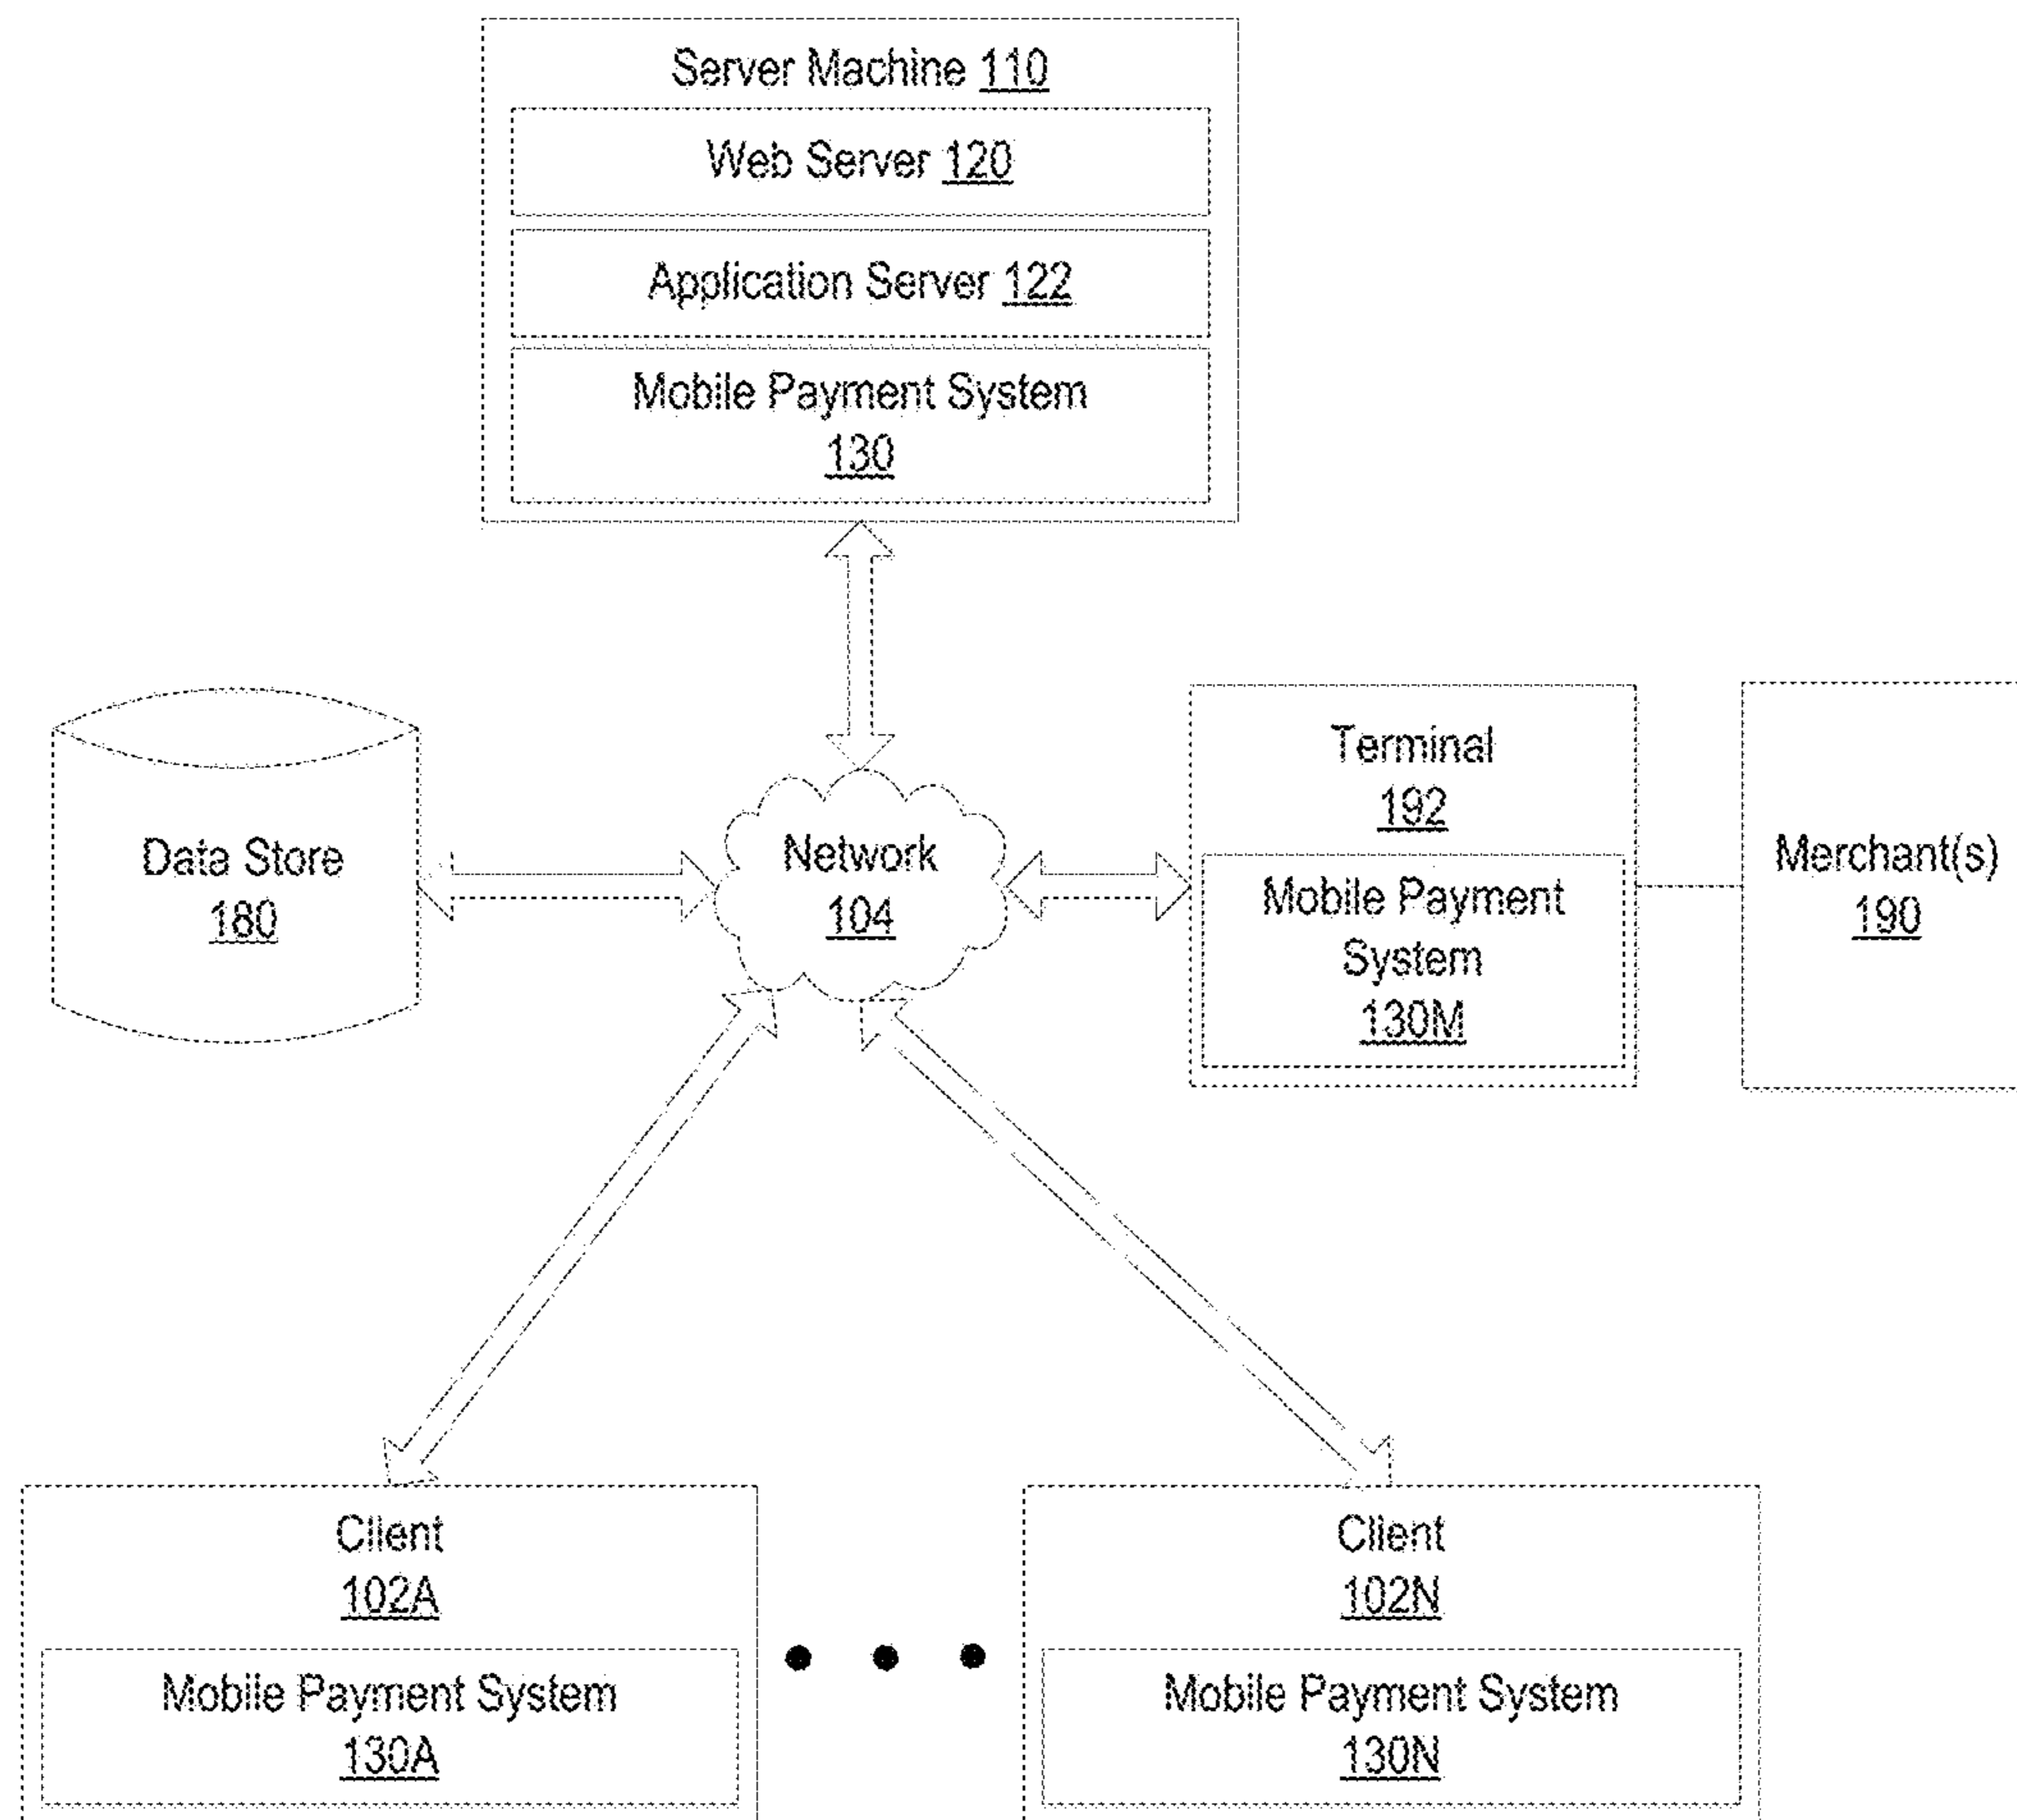 Server Machine 110
Web Server 120
Application Server 122
Mobile Payment System
130
Data Store
180
Network
104
Terminal
192
Mobile Payment
System
130M
Merchant(s)
190
Client
102A
Mobile Payment System
130A
Client
102N
Mobile Payment System
130N